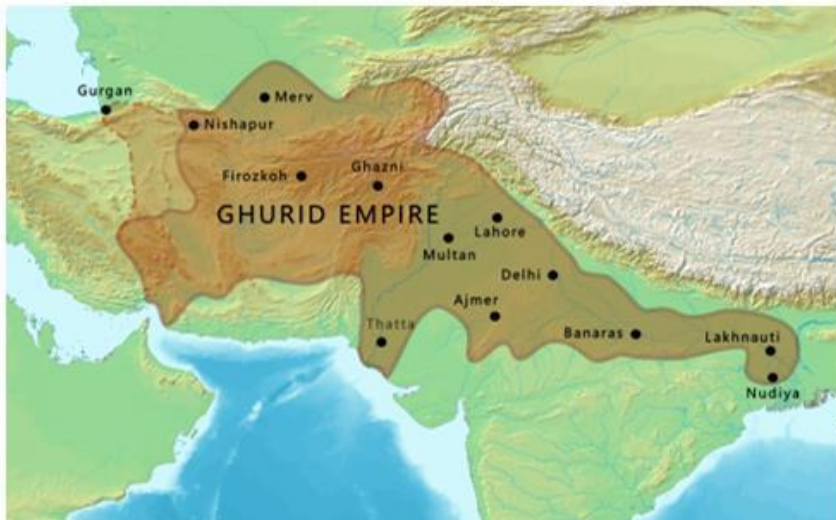 Gurgan
Merv
Nishapur
Firozkoh
Ghazni
GHURID EMPIRE
Lahore
Multan
Delhi
Ajmer
Thatta
Banaras
Lakhnauti
Nudiya